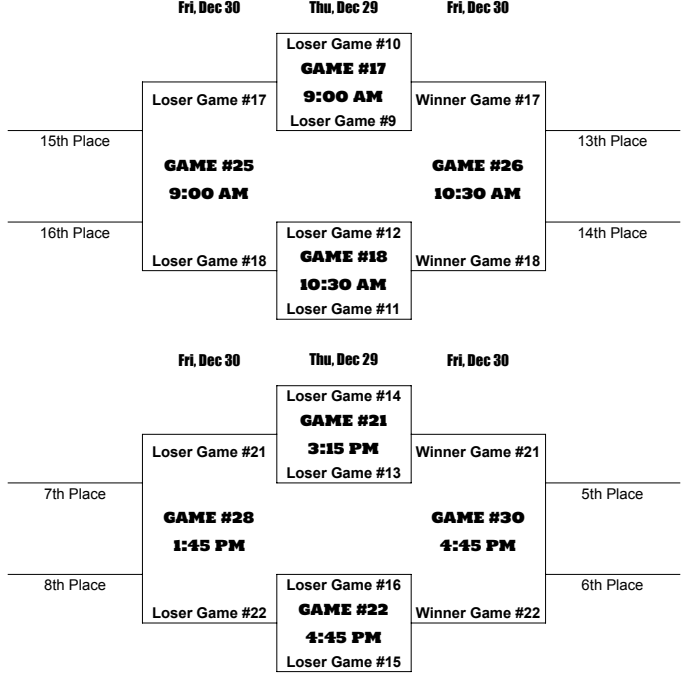 Fri, Dec 30 Thu, Dec 29 Fri, Dec 30
Loser Game #10
GAME #17
Loser Game #17 9:00 AM Winner Game #17
Loser Game #9
15th Place 13th Place
GAME #25 GAME #26
9:00 AM 10:30 AM
16th Place Loser Game #12 14th Place
Loser Game #18 GAME #18 Winner Game #18
10:30 AM
Loser Game #11
Fri, Dec 30 Thu, Dec 29 Fri, Dec 30
Loser Game #14
GAME #21
Loser Game #21 3:15 PM Winner Game #21
Loser Game #13
7th Place 5th Place
GAME #28 GAME #30
1:45 PM 4:45 PM
8th Place Loser Game #16 6th Place
Loser Game #22 GAME #22 Winner Game #22
4:45 PM
Loser Game #15